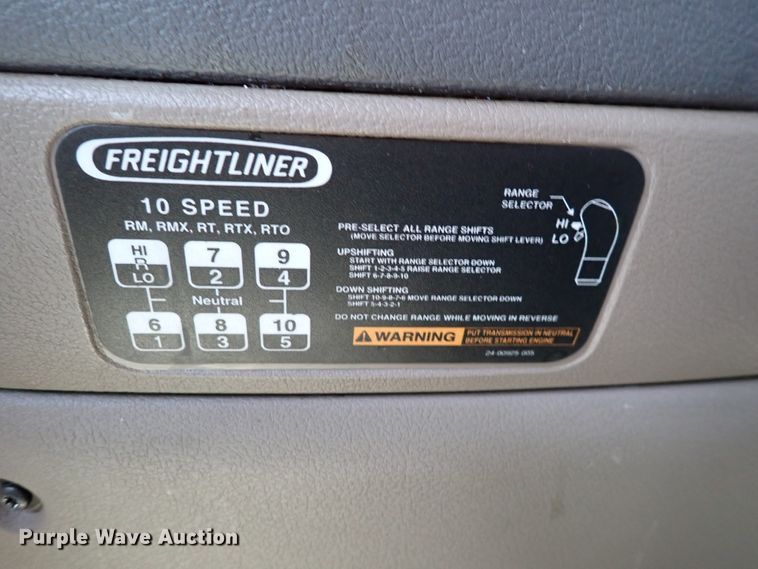 FREIGHTLINER
10 SPEED
RM, RMX, RT, RTX, RTO
HI
R
LO
7
2
9
4
Neutral
6
1
8
3
10
5
RANGE
SELECTOR
HI
LO
PRE-SELECT ALL RANGE SHIFTS
(MOVE SELECTOR BEFORE MOVING SHIFT LEVER)
UPSHIFTING
START WITH RANGE SELECTOR DOWN
SHIFT 1-2-3-4-5 RAISE RANGE SELECTOR
SHIFT 6-7-8-9-10
DOWN SHIFTING
SHIFT 10-9-8-7-6 MOVE RANGE SELECTOR DOWN
SHIFT 5-4-3-2-1
DO NOT CHANGE RANGE WHILE MOVING IN REVERSE
WARNING
PUT TRANSMISSION IN NEUTRAL
BEFORE STARTING ENGINE
24-00925-005
Purple Wave Auction